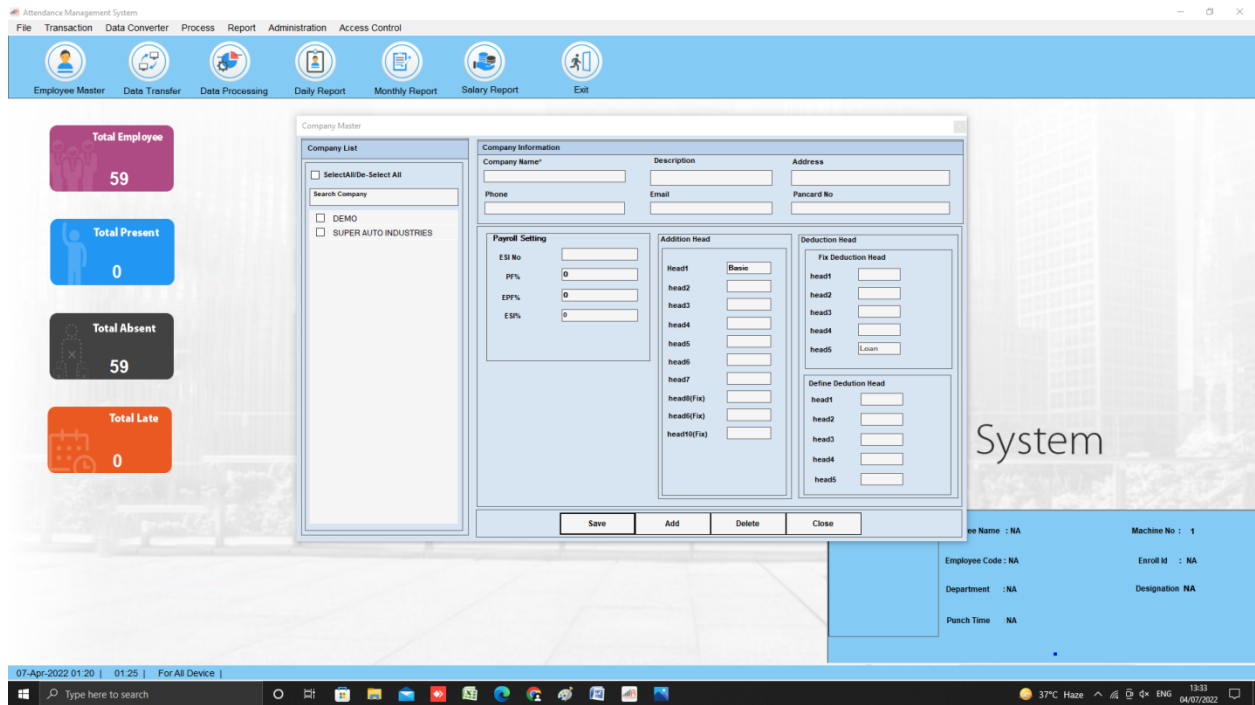 Attendance Management System
File Transaction Data Converter Process Report Administration Access Control
Employee Master Data Transfer Data Processing Daily Report Monthly Report Salary Report Exit
Total Employee
59
Total Present
0
Total Absent
59
Total Late
0
Company Master
Company List
SelectAll/De-Select All
Search Company
DEMO
SUPER AUTO INDUSTRIES
Company Information
Company Name* Description Address
Phone Email Pancard No
Payroll Setting
ESI No
PF% 0
EPF% 0
ESI% 0
Addition Head
Head1 Basic
head2
head3
head4
head5
head6
head7
head8(Fix)
head6(Fix)
head10(Fix)
Deduction Head
Fix Deduction Head
head1
head2
head3
head4
head5 Loan
Define Dedution Head
head1
head2
head3
head4
head5
Save Add Delete Close
System
ee Name : NA Machine No : 1
Employee Code : NA Enroll Id : NA
Department : NA Designation NA
Punch Time NA
07-Apr-2022 01:20 | 01:25 | For All Device |
Type here to search
37°C Haze ENG
13:33
04/07/2022